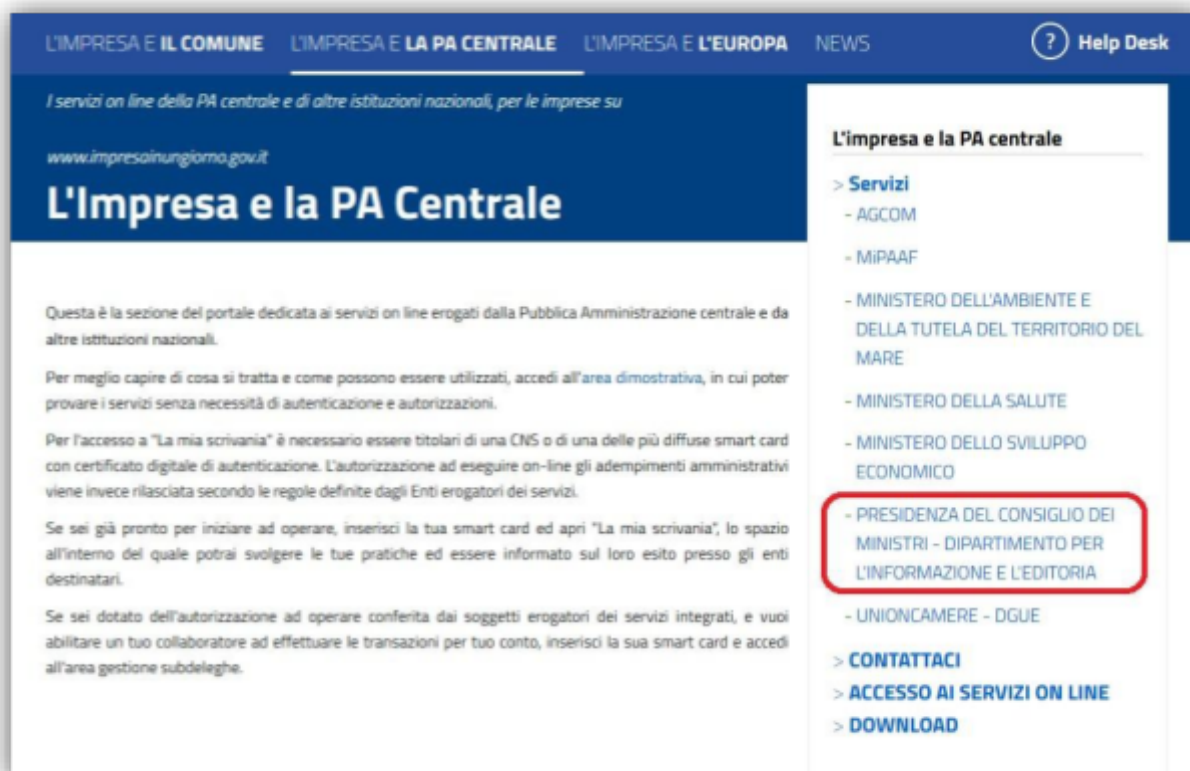 L'IMPRESA E IL COMUNE L'IMPRESA E LA PA CENTRALE L'IMPRESA E L'EUROPA NEWS ? Help Desk
I servizi on line della PA centrale e di altre istituzioni nazionali, per le imprese su
www.impresainungiorno.gov.it
L'Impresa e la PA Centrale
Questa è la sezione del portale dedicata ai servizi on line erogati dalla Pubblica Amministrazione centrale e da
altre istituzioni nazionali.
Per meglio capire di cosa si tratta e come possono essere utilizzati, accedi all'area dimostrativa, in cui poter
provare i servizi senza necessità di autenticazione e autorizzazioni.
Per l'accesso a "La mia scrivania" è necessario essere titolari di una CNS o di una delle più diffuse smart card
con certificato digitale di autenticazione. L'autorizzazione ad eseguire on-line gli adempimenti amministrativi
viene invece rilasciata secondo le regole definite dagli Enti erogatori dei servizi.
Se sei già pronto per iniziare ad operare, inserisci la tua smart card ed apri "La mia scrivania", lo spazio
all'interno del quale potrai svolgere le tue pratiche ed essere informato sul loro esito presso gli enti
destinatari.
Se sei dotato dell'autorizzazione ad operare conferita dai soggetti erogatori dei servizi integrati, e vuoi
abilitare un tuo collaboratore ad effettuare le transazioni per tuo conto, inserisci la sua smart card e accedi
all'area gestione subdeleghe.
L'impresa e la PA centrale
> Servizi
- AGCOM
- MiPAAF
- MINISTERO DELL'AMBIENTE E
DELLA TUTELA DEL TERRITORIO DEL
MARE
- MINISTERO DELLA SALUTE
- MINISTERO DELLO SVILUPPO
ECONOMICO
- PRESIDENZA DEL CONSIGLIO DEI
MINISTRI - DIPARTIMENTO PER
L'INFORMAZIONE E L'EDITORIA
- UNIONCAMERE - DGUE
> CONTATTACI
> ACCESSO AI SERVIZI ON LINE
> DOWNLOAD